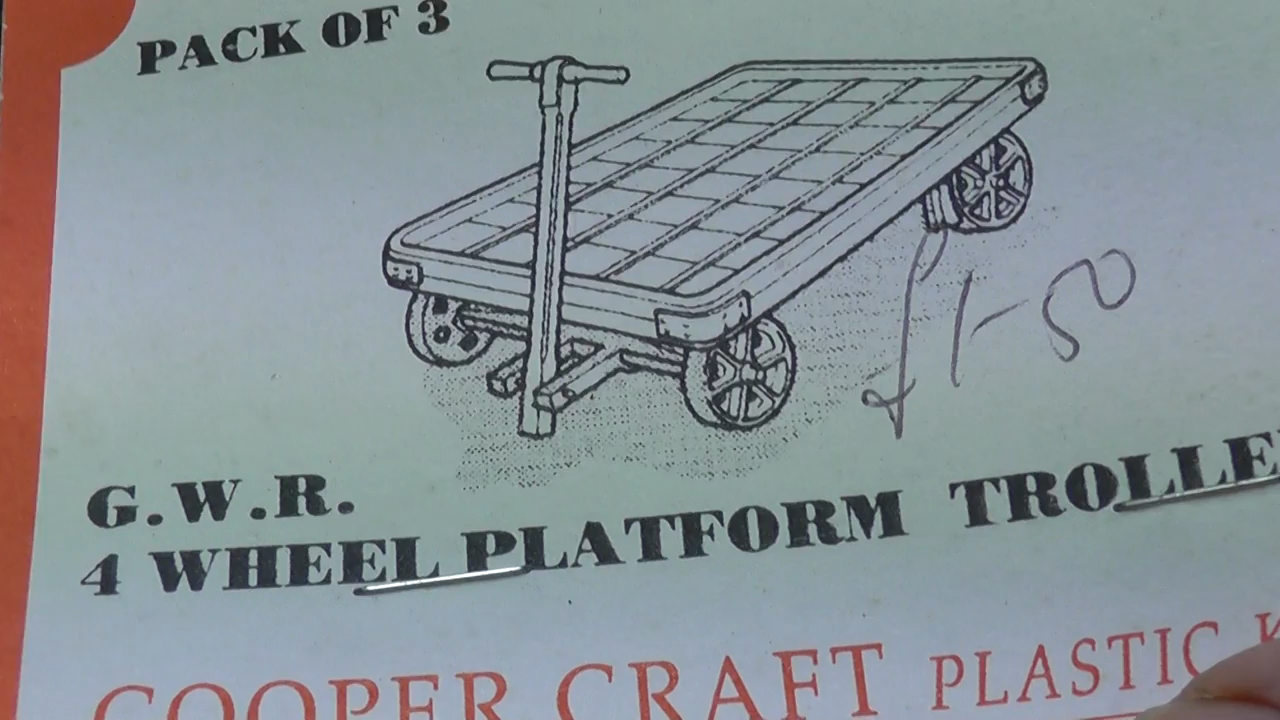 PACK OF 3
£1-50
G.W.R.
4 WHEEL PLATFORM TROLLE
COOPER CRAFT PLASTIC K